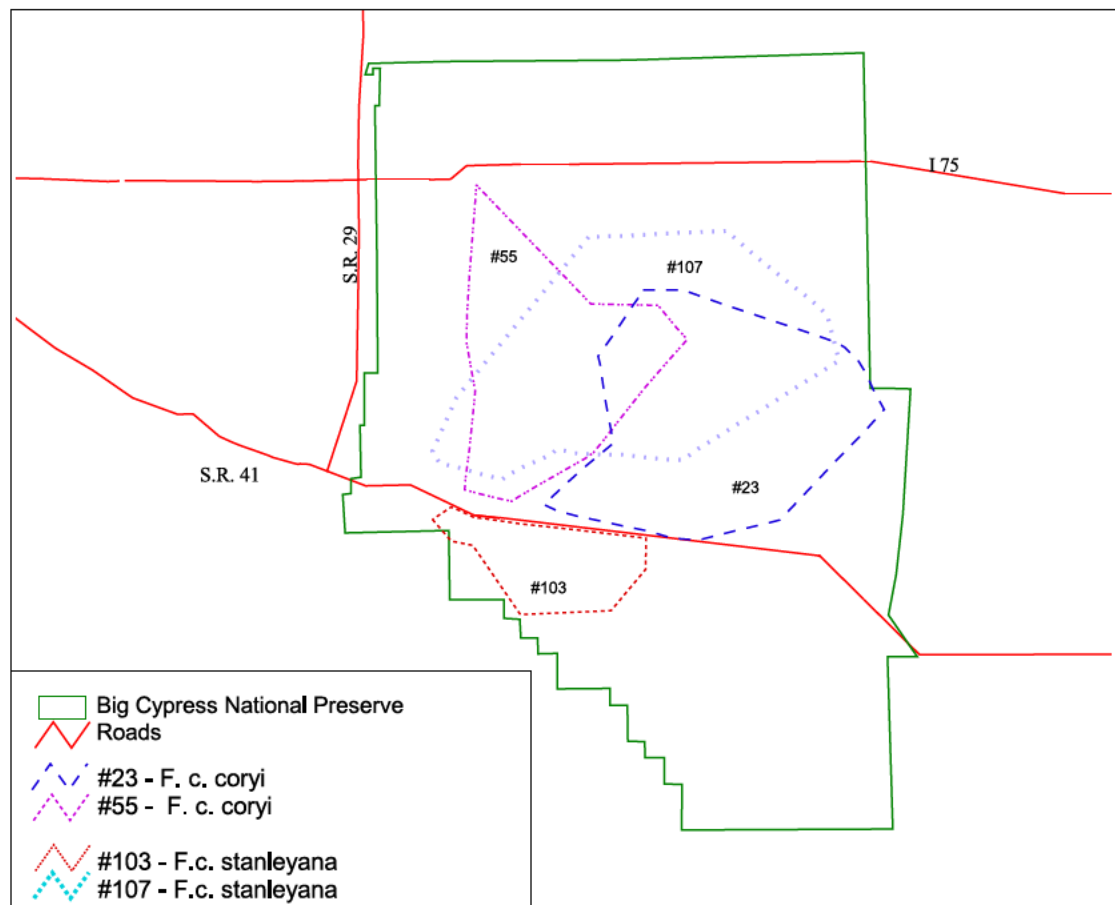 I 75
S.R. 29
#55
#107
S.R. 41
#23
#103
Big Cypress National Preserve
Roads
#23 - F. c. coryi
#55 - F. c. coryi
#103 - F.c. stanleyana
#107 - F.c. stanleyana